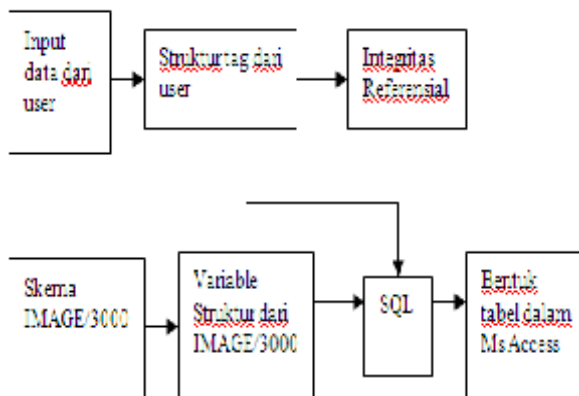 Input
data dari
user
Struktur tag dari
user
Integritas
Referensial
Skema
IMAGE/3000
Variable
Struktur dari
IMAGE/3000
SQL
Bentuk
tabel dalam
Ms Access